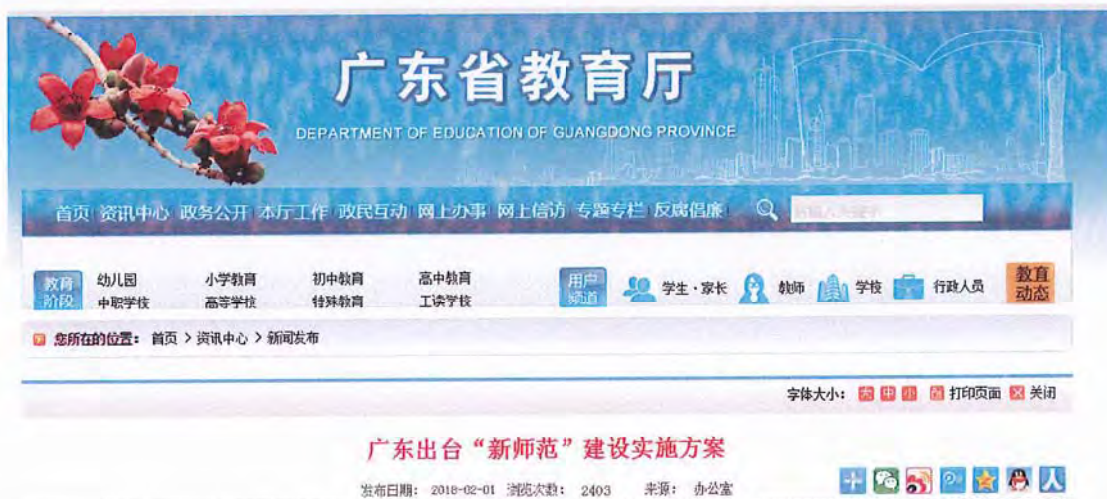 广东省教育厅
DEPARTMENT OF EDUCATION OF GUANGDONG PROVINCE
首页 资讯中心 政务公开 本厅工作 政民互动 网上办事 网上信访 专题专栏 反腐倡廉
教育阶段 幼儿园 小学教育 初中教育 高中教育 用户频道 学生·家长 教师 学校 行政人员 教育动态
中职学校 高等学校 特殊教育 工读学校
您所在的位置: 首页 > 资讯中心 > 新闻发布
字体大小: 大 中 小 打印页面 关闭
广东出台“新师范”建设实施方案
发布日期: 2018-02-01 浏览次数: 2403 来源: 办公室